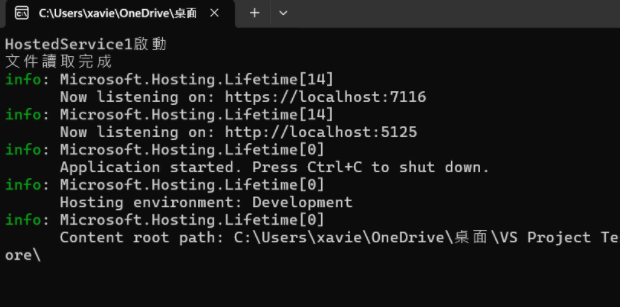 C:\Users\xavie\OneDrive\桌面
HostedService1啟動
文件讀取完成
info: Microsoft.Hosting.Lifetime[14]
      Now listening on: https://localhost:7116
info: Microsoft.Hosting.Lifetime[14]
      Now listening on: http://localhost:5125
info: Microsoft.Hosting.Lifetime[0]
      Application started. Press Ctrl+C to shut down.
info: Microsoft.Hosting.Lifetime[0]
      Hosting environment: Development
info: Microsoft.Hosting.Lifetime[0]
      Content root path: C:\Users\xavie\OneDrive\桌面\VS Project Te
ore\